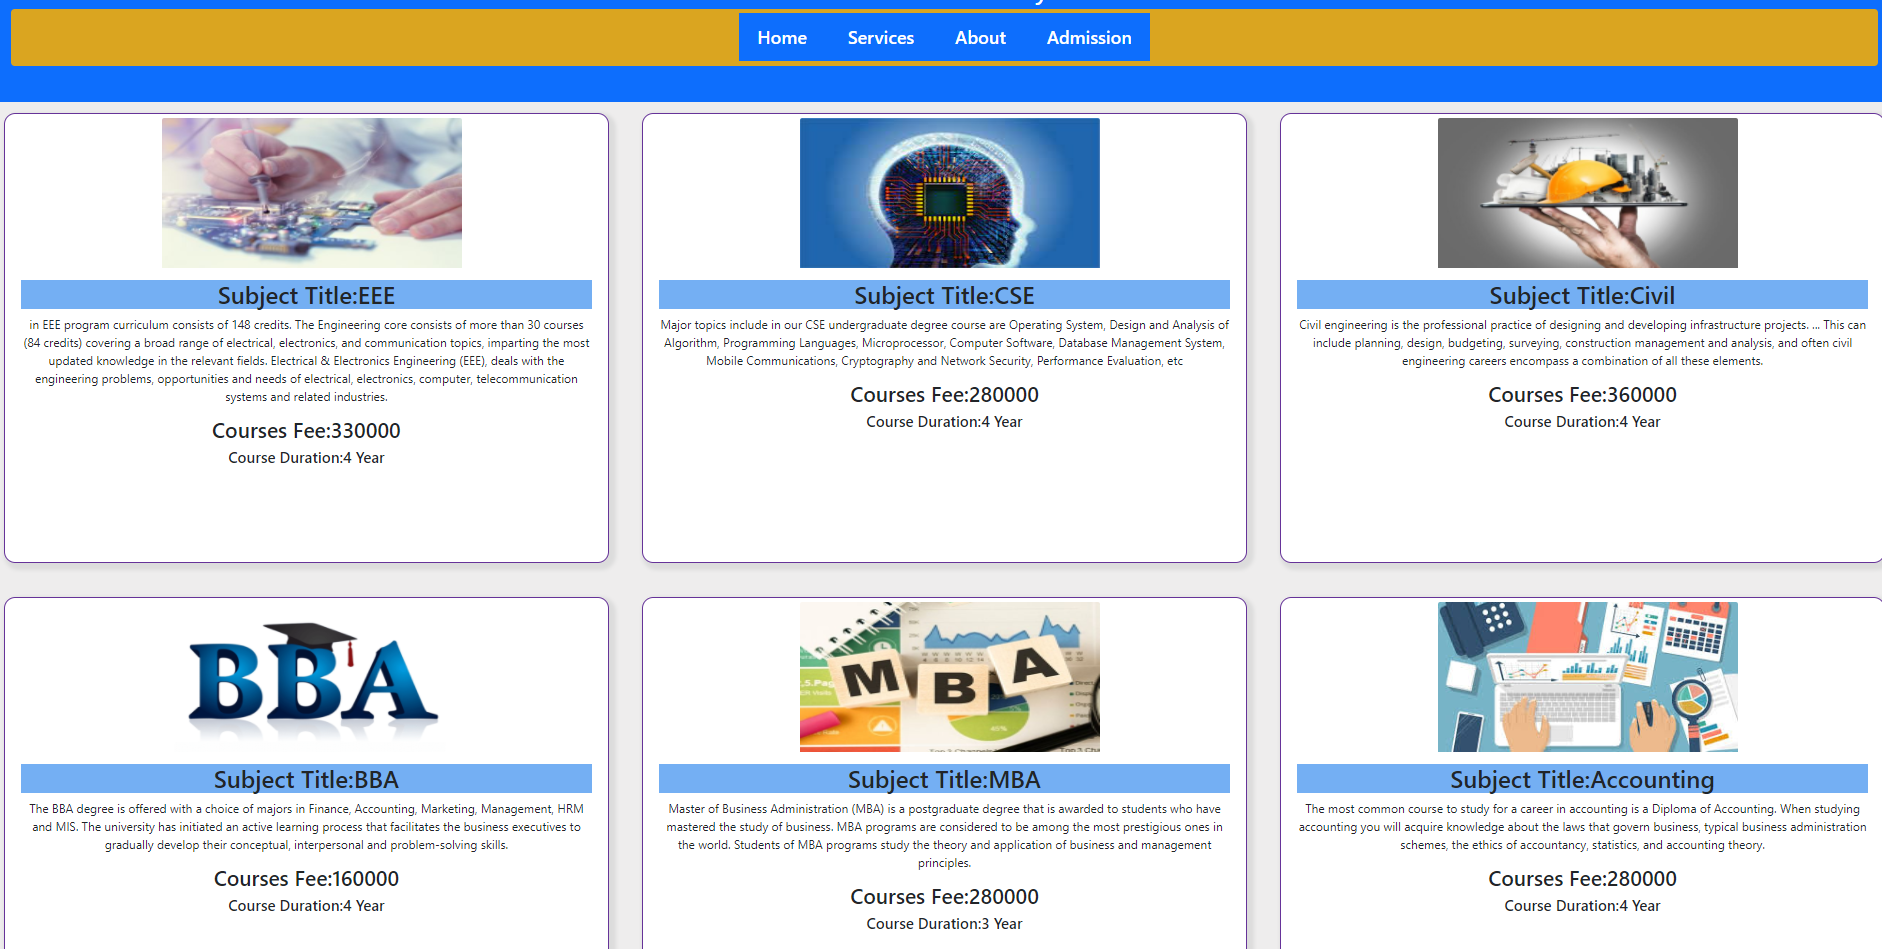 Home Services About Admission
Subject Title:EEE
in EEE program curriculum consists of 148 credits. The Engineering core consists of more than 30 courses
(84 credits) covering a broad range of electrical, electronics, and communication topics, imparting the most
updated knowledge in the relevant fields. Electrical & Electronics Engineering (EEE), deals with the
engineering problems, opportunities and needs of electrical, electronics, computer, telecommunication
systems and related industries.
Courses Fee:330000
Course Duration:4 Year
Subject Title:CSE
Major topics include in our CSE undergraduate degree course are Operating System, Design and Analysis of
Algorithm, Programming Languages, Microprocessor, Computer Software, Database Management System,
Mobile Communications, Cryptography and Network Security, Performance Evaluation, etc
Courses Fee:280000
Course Duration:4 Year
Subject Title:Civil
Civil engineering is the professional practice of designing and developing infrastructure projects. ... This can
include planning, design, budgeting, surveying, construction management and analysis, and often civil
engineering careers encompass a combination of all these elements.
Courses Fee:360000
Course Duration:4 Year
BBA
Subject Title:BBA
The BBA degree is offered with a choice of majors in Finance, Accounting, Marketing, Management, HRM
and MIS. The university has initiated an active learning process that facilitates the business executives to
gradually develop their conceptual, interpersonal and problem-solving skills.
Courses Fee:160000
Course Duration:4 Year
MBA
Subject Title:MBA
Master of Business Administration (MBA) is a postgraduate degree that is awarded to students who have
mastered the study of business. MBA programs are considered to be among the most prestigious ones in
the world. Students of MBA programs study the theory and application of business and management
principles.
Courses Fee:280000
Course Duration:3 Year
Subject Title:Accounting
The most common course to study for a career in accounting is a Diploma of Accounting. When studying
accounting you will acquire knowledge about the laws that govern business, typical business administration
schemes, the ethics of accountancy, statistics, and accounting theory.
Courses Fee:280000
Course Duration:4 Year